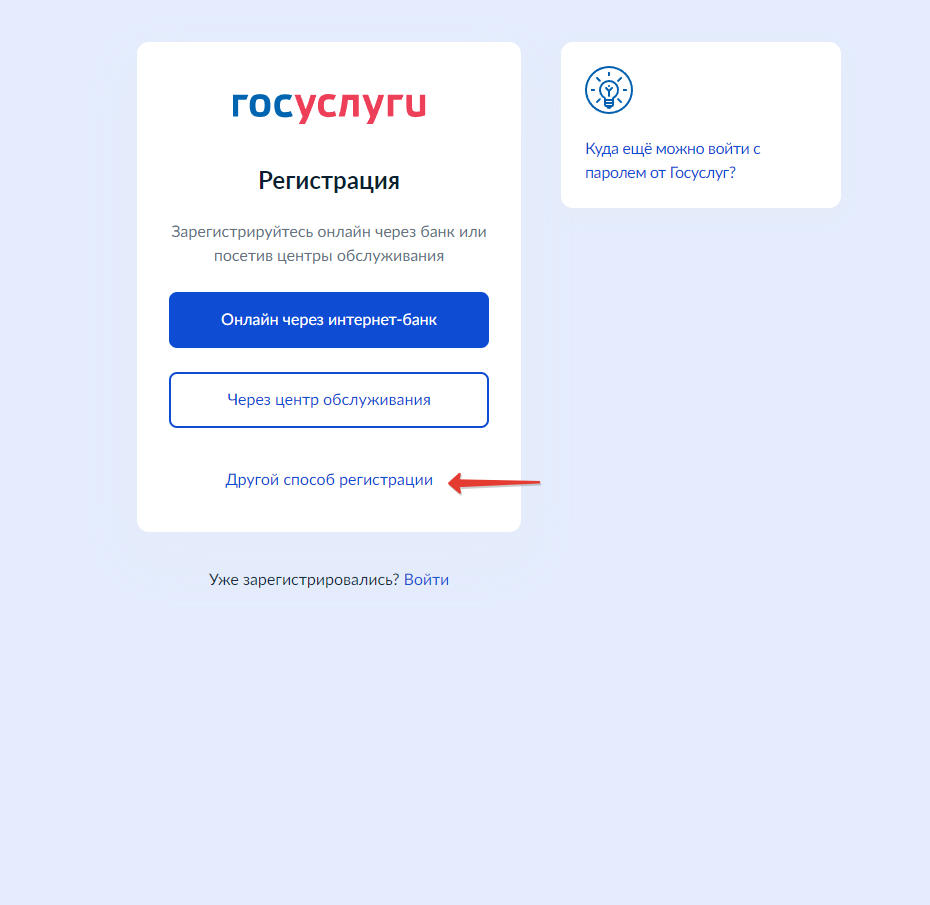 госуслуги
Регистрация
Зарегистрируйтесь онлайн через банк или
посетив центры обслуживания
Онлайн через интернет-банк
Через центр обслуживания
Другой способ регистрации
Уже зарегистрировались? Войти
Куда ещё можно войти с
паролем от Госуслуг?